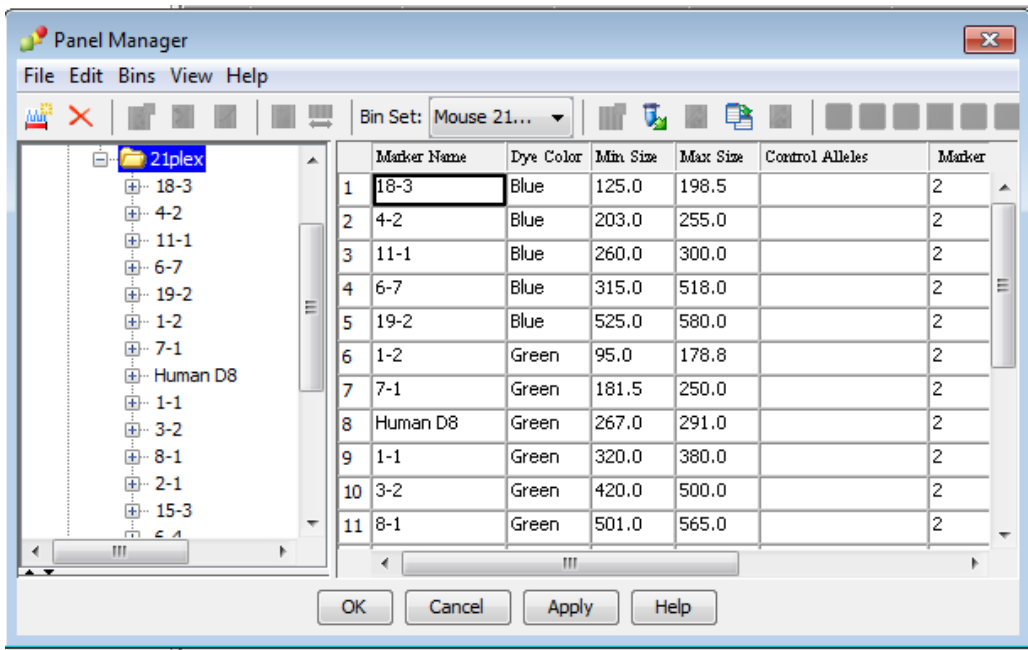 Panel Manager
File Edit Bins View Help
Bin Set: Mouse 21...
21plex
18-3
4-2
11-1
6-7
19-2
1-2
7-1
Human D8
1-1
3-2
8-1
2-1
15-3
Marker Name Dye Color Min Size Max Size Control Alleles Marker
1 18-3 Blue 125.0 198.5 2
2 4-2 Blue 203.0 255.0 2
3 11-1 Blue 260.0 300.0 2
4 6-7 Blue 315.0 518.0 2
5 19-2 Blue 525.0 580.0 2
6 1-2 Green 95.0 178.8 2
7 7-1 Green 181.5 250.0 2
8 Human D8 Green 267.0 291.0 2
9 1-1 Green 320.0 380.0 2
10 3-2 Green 420.0 500.0 2
11 8-1 Green 501.0 565.0 2
OK Cancel Apply Help